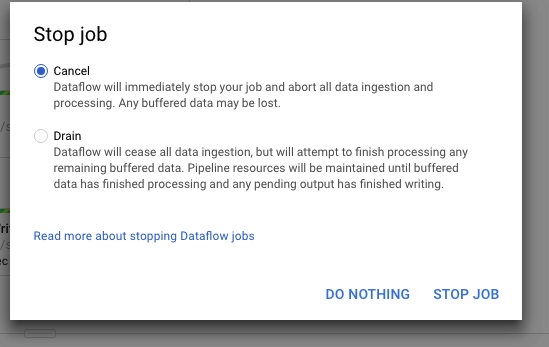 Stop job
Cancel
Dataflow will immediately stop your job and abort all data ingestion and
processing. Any buffered data may be lost.
Drain
Dataflow will cease all data ingestion, but will attempt to finish processing any
remaining buffered data. Pipeline resources will be maintained until buffered
data has finished processing and any pending output has finished writing.
Read more about stopping Dataflow jobs
DO NOTHING STOP JOB